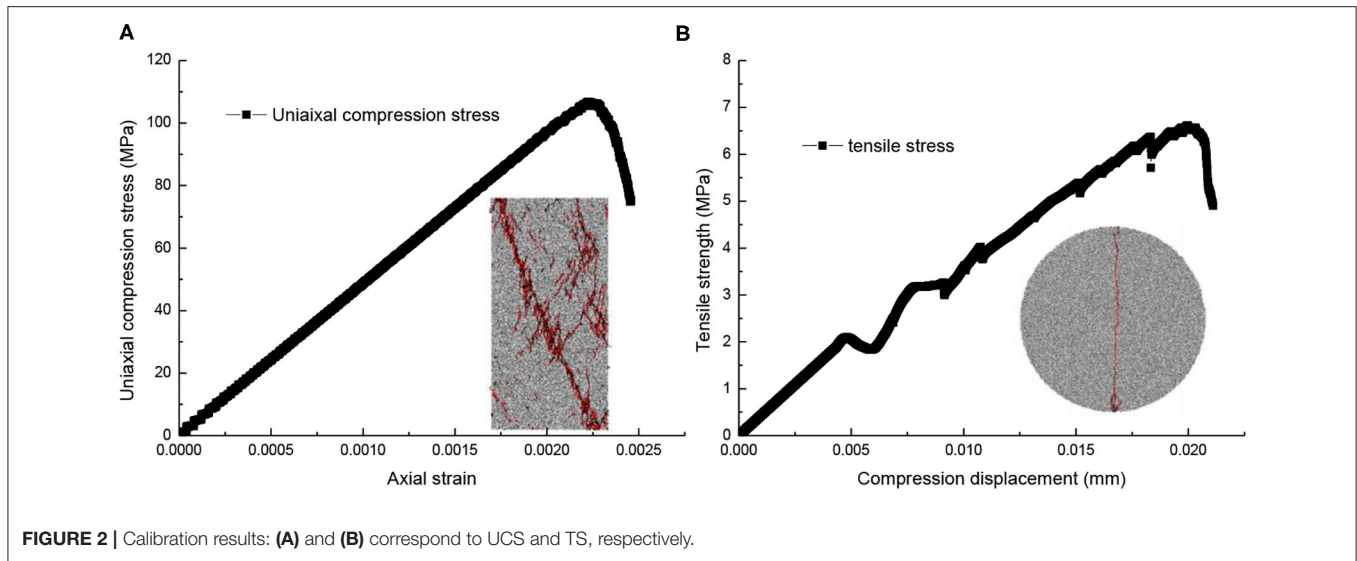 A
120
100
80
60
40
20
0
Uniaxial compression stress (MPa)
Uniaixal compression stress
0.0000 0.0005 0.0010 0.0015 0.0020 0.0025
Axial strain
B
8
7
6
5
4
3
2
1
0
Tensile strength (MPa)
tensile stress
0.000 0.005 0.010 0.015 0.020
Compression displacement (mm)
FIGURE 2 | Calibration results: (A) and (B) correspond to UCS and TS, respectively.